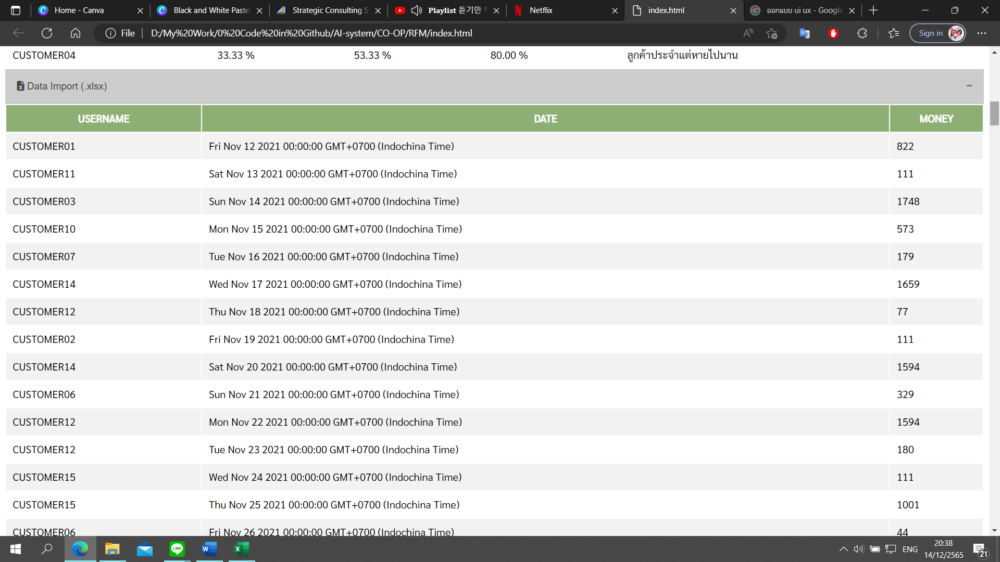 Home - Canva
Black and White Paste
Strategic Consulting S
Playlist 듣기만
Netflix
index.html
ออกแบบ ui ux - Google
File
D:/My%20Work/0%20Code%20in%20Github/AI-system/CO-OP/RFM/index.html
Sign in
CUSTOMER04 33.33 % 53.33 % 80.00 % ลูกค้าประจำแต่หายไปนาน
Data Import (.xlsx)
USERNAME DATE MONEY
CUSTOMER01 Fri Nov 12 2021 00:00:00 GMT+0700 (Indochina Time) 822
CUSTOMER11 Sat Nov 13 2021 00:00:00 GMT+0700 (Indochina Time) 111
CUSTOMER03 Sun Nov 14 2021 00:00:00 GMT+0700 (Indochina Time) 1748
CUSTOMER10 Mon Nov 15 2021 00:00:00 GMT+0700 (Indochina Time) 573
CUSTOMER07 Tue Nov 16 2021 00:00:00 GMT+0700 (Indochina Time) 179
CUSTOMER14 Wed Nov 17 2021 00:00:00 GMT+0700 (Indochina Time) 1659
CUSTOMER12 Thu Nov 18 2021 00:00:00 GMT+0700 (Indochina Time) 77
CUSTOMER02 Fri Nov 19 2021 00:00:00 GMT+0700 (Indochina Time) 111
CUSTOMER14 Sat Nov 20 2021 00:00:00 GMT+0700 (Indochina Time) 1594
CUSTOMER06 Sun Nov 21 2021 00:00:00 GMT+0700 (Indochina Time) 329
CUSTOMER12 Mon Nov 22 2021 00:00:00 GMT+0700 (Indochina Time) 1594
CUSTOMER12 Tue Nov 23 2021 00:00:00 GMT+0700 (Indochina Time) 180
CUSTOMER15 Wed Nov 24 2021 00:00:00 GMT+0700 (Indochina Time) 111
CUSTOMER15 Thu Nov 25 2021 00:00:00 GMT+0700 (Indochina Time) 1001
CUSTOMER06 Fri Nov 26 2021 00:00:00 GMT+0700 (Indochina Time) 44
LINE
ENG
20:38
14/12/2565
21